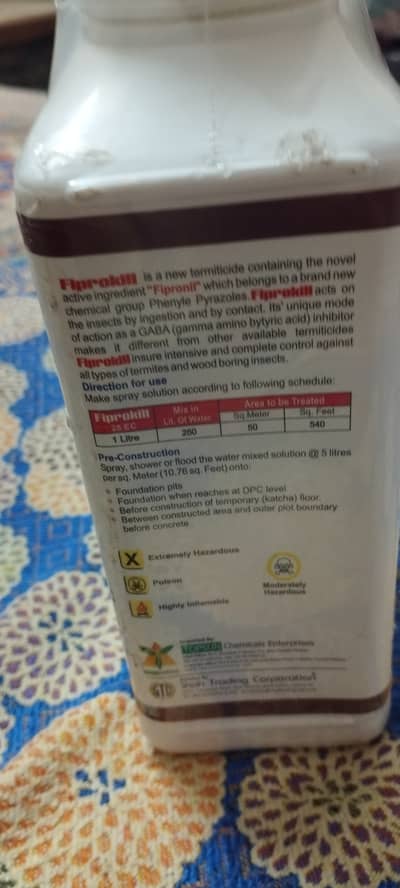 Fiprokill is a new termiticide containing the novel
active ingredient "Fipronil" which belongs to a brand new
chemical group Phenyle Pyrazoles. Fiprokill acts on
the insects by ingestion and by contact. Its' unique mode
of action as a GABA (gamma amino bytyric acid) inhibitor
makes it different from other available termiticides
Fiprokill insure intensive and complete control against
all types of termites and wood boring insects.
Direction for use
Make spray solution according to following schedule:
Fiprokill Mix in Area to be Treated
25 EC Lit. Of Water Sq.Meter Sq. Feet
1 Litre 250 50 540
Pre-Construction
Spray, shower or flood the water mixed solution @ 5 litres
per sq. Mater (10.76 sq. Feet) onto:
Foundation pits
Foundation when reaches at DPC level
Before construction of temporary (katcha) floor.
Between constructed area and outer plot boundary
before concrete
X Extremely Hazardous
Poison
Highly Inflamable
Moderately
Hazardous
TOPSUN Chemicals Enterprises
Trading Corporation